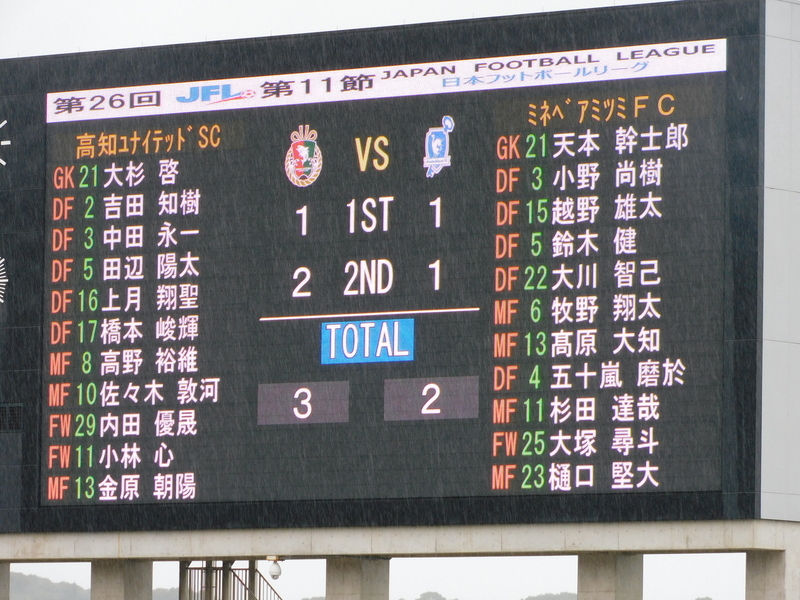 第26回 JFL 第11節 JAPAN FOOTBALL LEAGUE
日本フットボールリーグ
高知ユナイテッドSC
GK 21 大杉 啓
DF 2 吉田 知樹
DF 3 中田 永一
DF 5 田辺 陽太
DF 16 上月 翔聖
DF 17 橋本 峻輝
MF 8 高野 裕維
MF 10 佐々木 敦河
FW 29 内田 優晟
FW 11 小林 心
MF 13 金原 朝陽
VS
1 1ST 1
2 2ND 1
TOTAL
3 2
ミネベアミツミFC
GK 21 天本 幹士郎
DF 3 小野 尚樹
DF 15 越野 雄太
DF 5 鈴木 健
DF 22 大川 智己
MF 6 牧野 翔太
MF 13 髙原 大知
DF 4 五十嵐 磨於
MF 11 杉田 達哉
FW 25 大塚 尋斗
MF 23 樋口 堅大